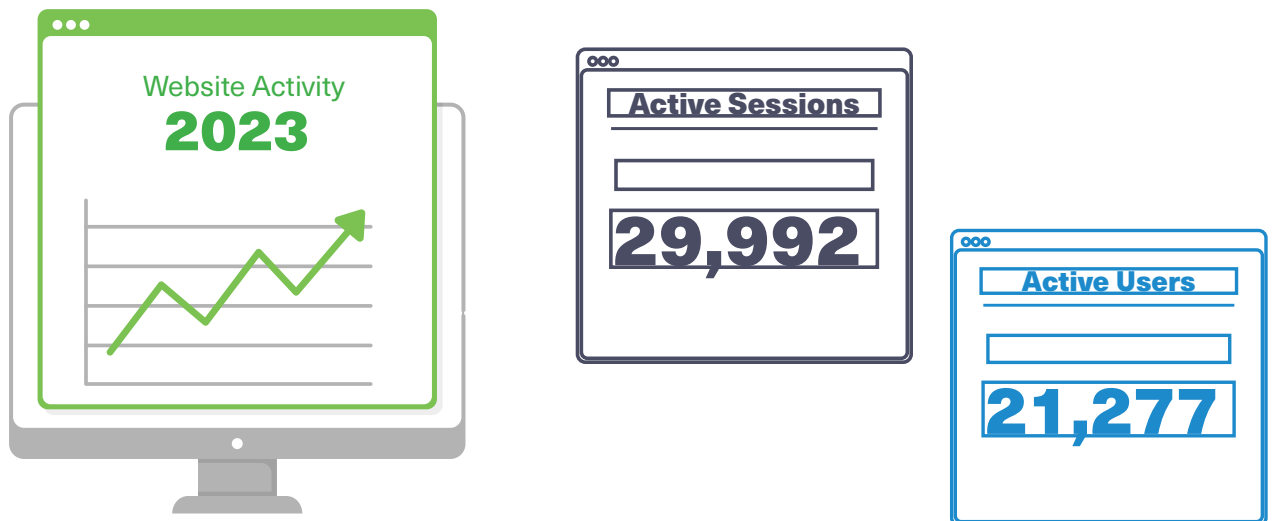 Website Activity
2023
Active Sessions
29,992
Active Users
21,277